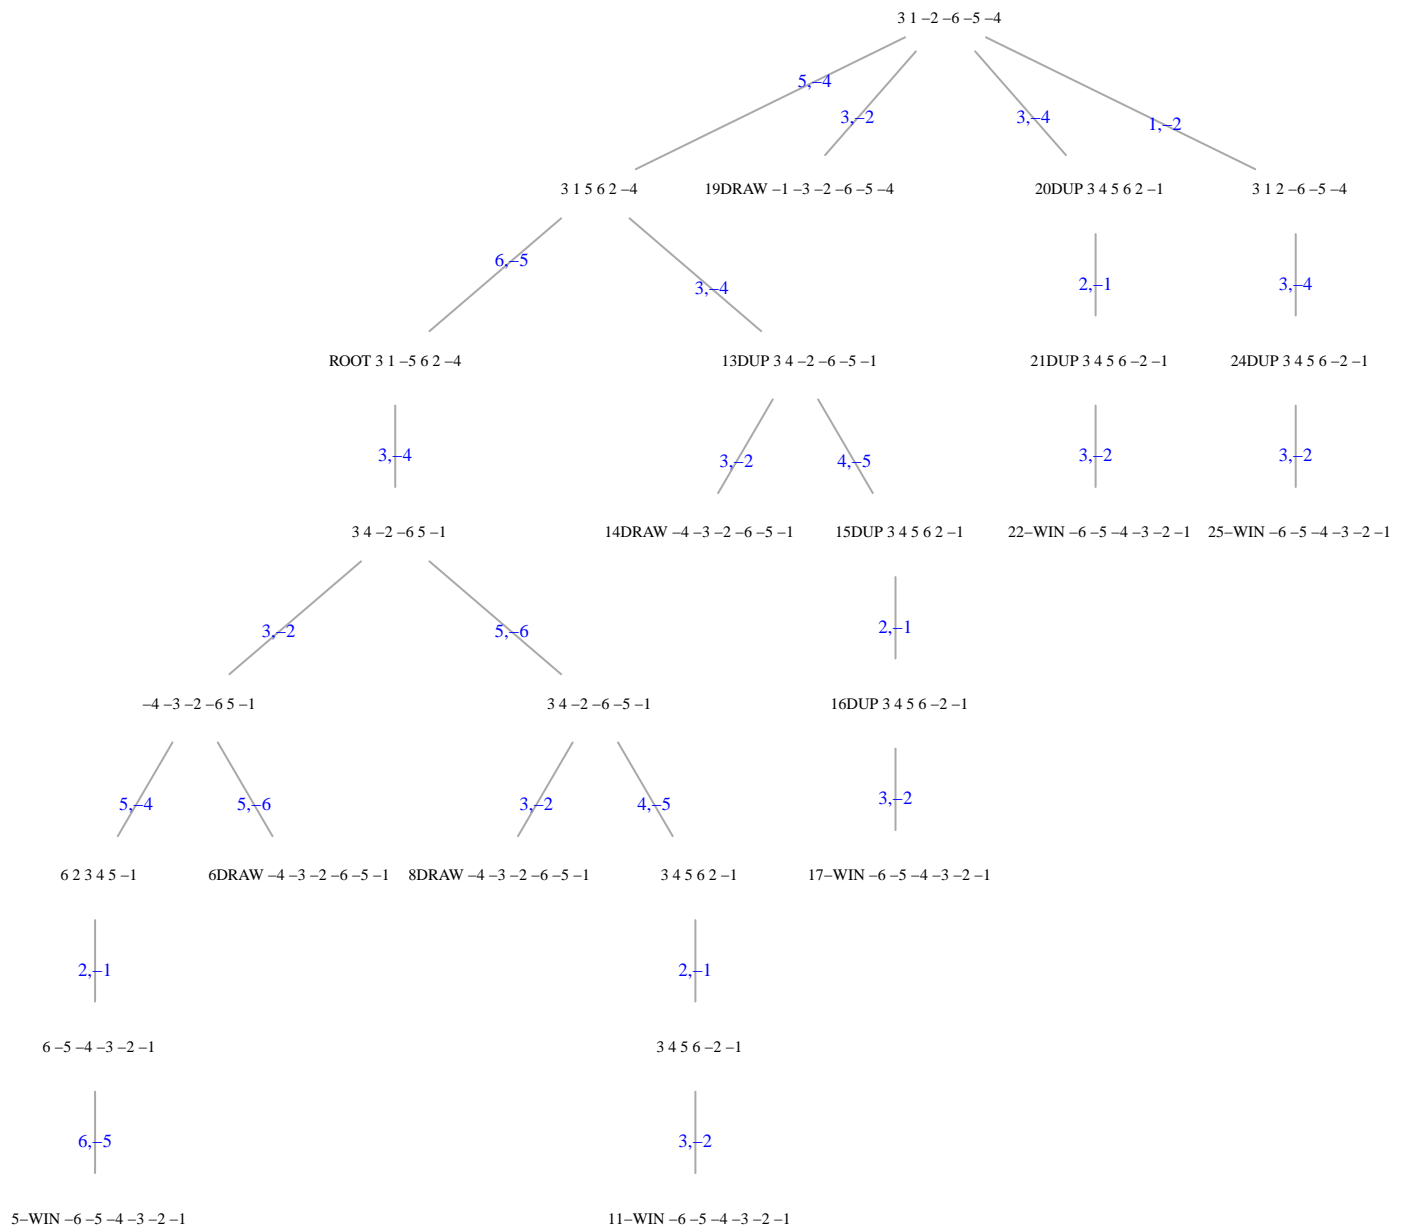 3 1 –2 –6 –5 –4
5,–4
3,–2
3,–4
1,–2
3 1 5 6 2 –4
19DRAW –1 –3 –2 –6 –5 –4
20DUP 3 4 5 6 2 –1
3 1 2 –6 –5 –4
6,–5
3,–4
2,–1
3,–4
ROOT 3 1 –5 6 2 –4
13DUP 3 4 –2 –6 –5 –1
21DUP 3 4 5 6 –2 –1
24DUP 3 4 5 6 –2 –1
3,–4
3,–2
4,–5
3,–2
3,–2
3 4 –2 –6 5 –1
14DRAW –4 –3 –2 –6 –5 –1
15DUP 3 4 5 6 2 –1
22–WIN –6 –5 –4 –3 –2 –1
25–WIN –6 –5 –4 –3 –2 –1
3,–2
5,–6
2,–1
–4 –3 –2 –6 5 –1
3 4 –2 –6 –5 –1
16DUP 3 4 5 6 –2 –1
5,–4
5,–6
3,–2
4,–5
3,–2
6 2 3 4 5 –1
6DRAW –4 –3 –2 –6 –5 –1
8DRAW –4 –3 –2 –6 –5 –1
3 4 5 6 2 –1
17–WIN –6 –5 –4 –3 –2 –1
2,–1
2,–1
6 –5 –4 –3 –2 –1
3 4 5 6 –2 –1
6,–5
3,–2
5–WIN –6 –5 –4 –3 –2 –1
11–WIN –6 –5 –4 –3 –2 –1